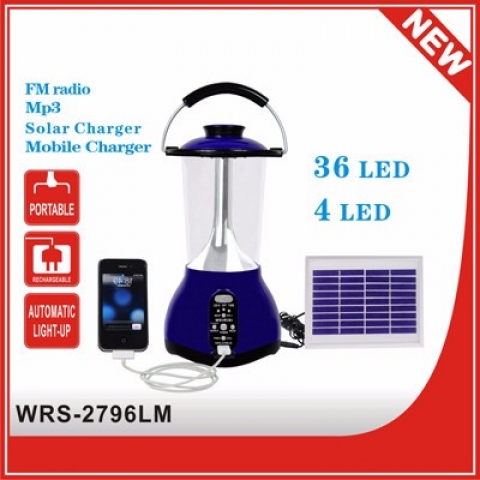 NEW
FM radio
Mp3
Solar Charger
Mobile Charger
36 LED
4 LED
PORTABLE
RECHARGEABLE
AUTOMATIC
LIGHT-UP
WRS-2796LM